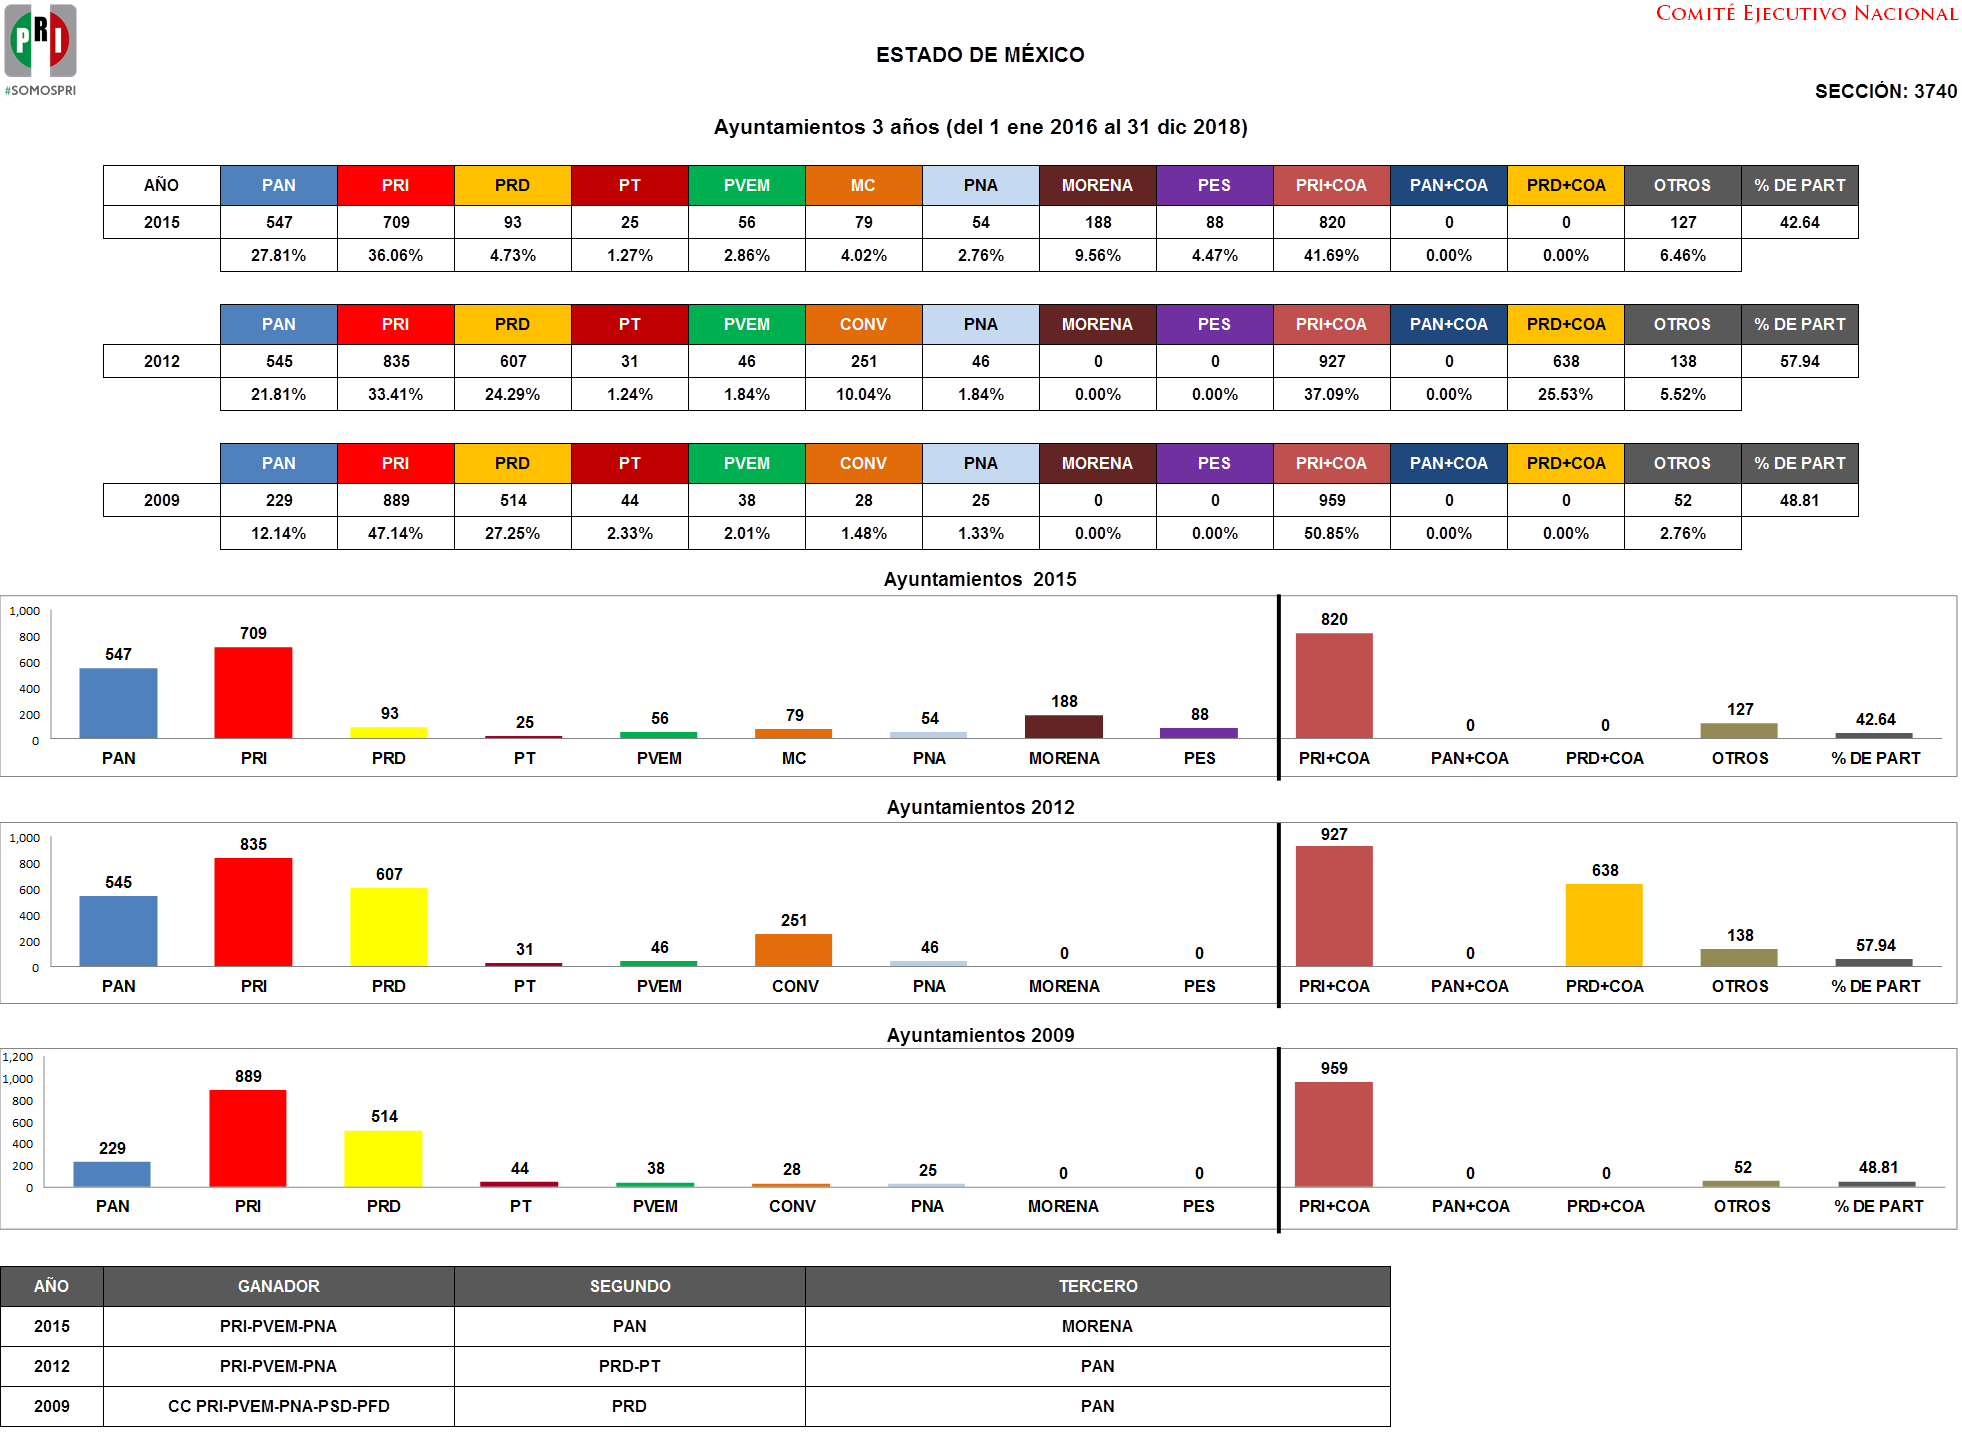 PRI
#SOMOSPRI
COMITÉ EJECUTIVO NACIONAL
ESTADO DE MÉXICO
SECCIÓN: 3740
Ayuntamientos 3 años (del 1 ene 2016 al 31 dic 2018)
AÑO PAN PRI PRD PT PVEM MC PNA MORENA PES PRI+COA PAN+COA PRD+COA OTROS % DE PART
2015 547 709 93 25 56 79 54 188 88 820 0 0 127 42.64
27.81% 36.06% 4.73% 1.27% 2.86% 4.02% 2.76% 9.56% 4.47% 41.69% 0.00% 0.00% 6.46%
PAN PRI PRD PT PVEM CONV PNA MORENA PES PRI+COA PAN+COA PRD+COA OTROS % DE PART
2012 545 835 607 31 46 251 46 0 0 927 0 638 138 57.94
21.81% 33.41% 24.29% 1.24% 1.84% 10.04% 1.84% 0.00% 0.00% 37.09% 0.00% 25.53% 5.52%
PAN PRI PRD PT PVEM CONV PNA MORENA PES PRI+COA PAN+COA PRD+COA OTROS % DE PART
2009 229 889 514 44 38 28 25 0 0 959 0 0 52 48.81
12.14% 47.14% 27.25% 2.33% 2.01% 1.48% 1.33% 0.00% 0.00% 50.85% 0.00% 0.00% 2.76%
Ayuntamientos 2015
1,000
800
600
400
200
0
547 709 93 25 56 79 54 188 88 820 0 0 127 42.64
PAN PRI PRD PT PVEM MC PNA MORENA PES PRI+COA PAN+COA PRD+COA OTROS % DE PART
Ayuntamientos 2012
1,000
800
600
400
200
0
545 835 607 31 46 251 46 0 0 927 0 638 138 57.94
PAN PRI PRD PT PVEM CONV PNA MORENA PES PRI+COA PAN+COA PRD+COA OTROS % DE PART
Ayuntamientos 2009
1,200
1,000
800
600
400
200
0
229 889 514 44 38 28 25 0 0 959 0 0 52 48.81
PAN PRI PRD PT PVEM CONV PNA MORENA PES PRI+COA PAN+COA PRD+COA OTROS % DE PART
AÑO GANADOR SEGUNDO TERCERO
2015 PRI-PVEM-PNA PAN MORENA
2012 PRI-PVEM-PNA PRD-PT PAN
2009 CC PRI-PVEM-PNA-PSD-PFD PRD PAN